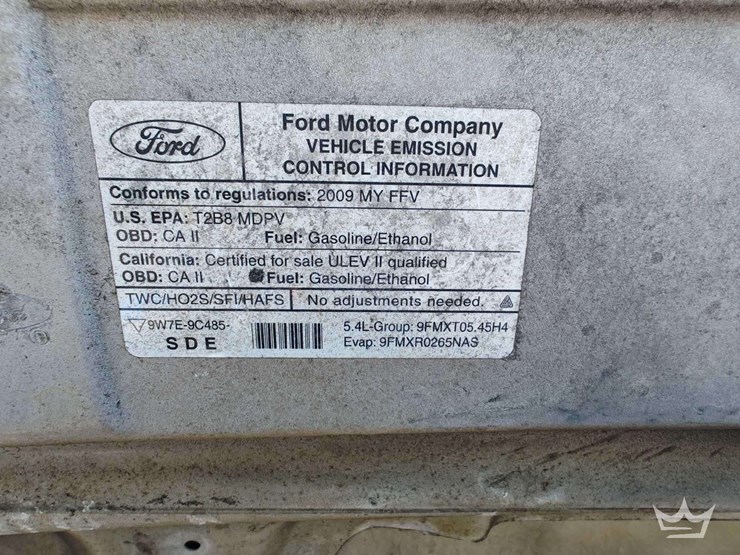 Ford
Ford Motor Company
VEHICLE EMISSION
CONTROL INFORMATION
Conforms to regulations: 2009 MY FFV
U.S. EPA: T2B8 MDPV
OBD: CA II Fuel: Gasoline/Ethanol
California: Certified for sale ULEV II qualified
OBD: CA II Fuel: Gasoline/Ethanol
TWC/HO2S/SFI/HAFS No adjustments needed.
9W7E-9C485-
SDE
5.4L-Group: 9FMXT05.45H4
Evap: 9FMXR0265NAS